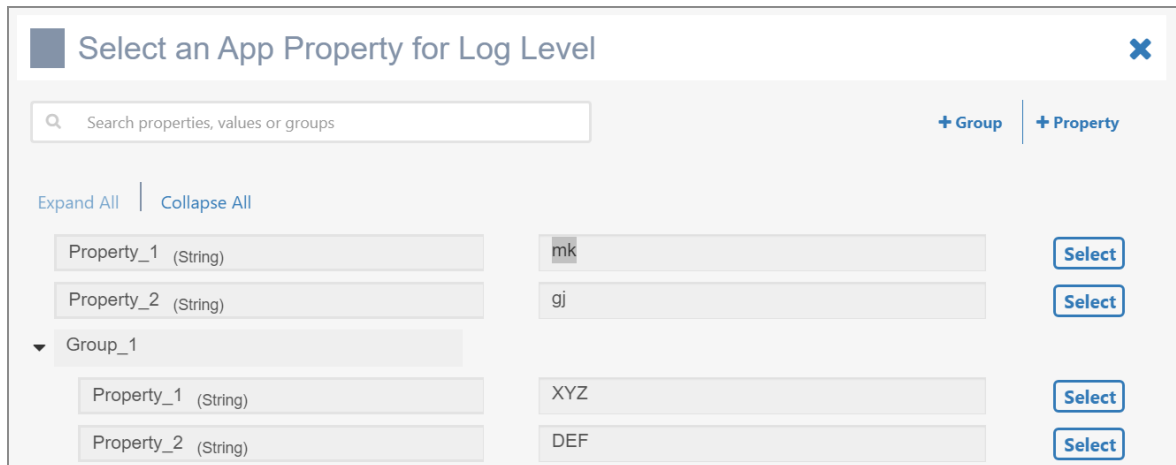 Select an App Property for Log Level
Search properties, values or groups
+ Group + Property
Expand All Collapse All
Property_1 (String) mk Select
Property_2 (String) gj Select
Group_1
Property_1 (String) XYZ Select
Property_2 (String) DEF Select